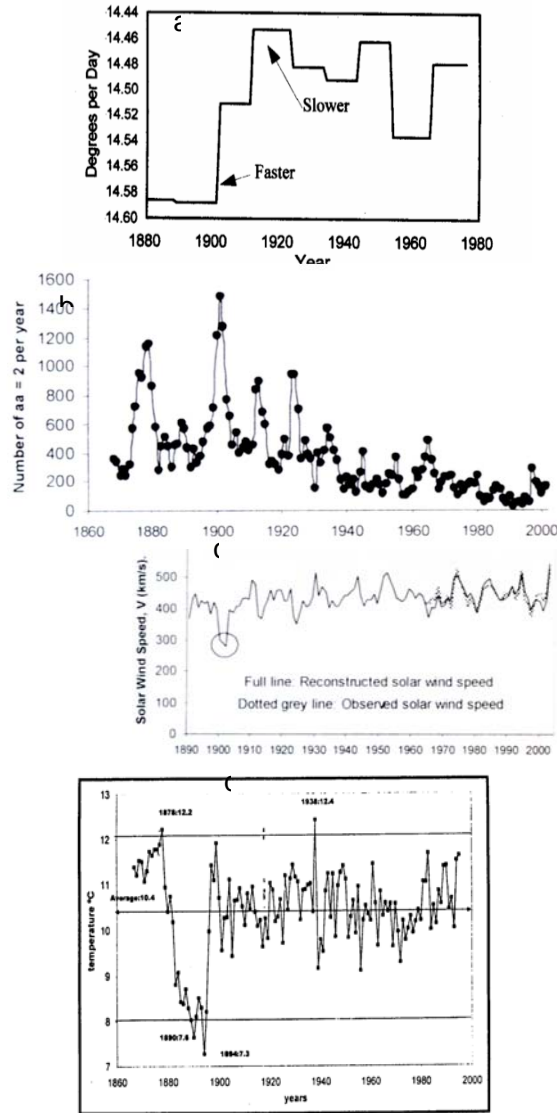 a
14.44
14.46
14.48
14.50
14.52
14.54
14.56
14.58
14.60
Degrees per Day
Slower
Faster
1880 1900 1920 1940 1960 1980
Year
1600
1400
1200
1000
800
600
400
200
0
Number of aa = 2 per year
1860 1880 1900 1920 1940 1960 1980 2000
500
400
300
200
100
0
Solar Wind Speed, V (km/s).
Full line: Reconstructed solar wind speed
Dotted grey line: Observed solar wind speed
1890 1900 1910 1920 1930 1940 1950 1960 1970 1980 1990 2000
13
12
11
10
9
8
7
temperature °C
1878:12.2
1938:12.4
Average:10.4
1890:7.6
1894:7.3
1860 1880 1900 1920 1940 1960 1980 2000
years